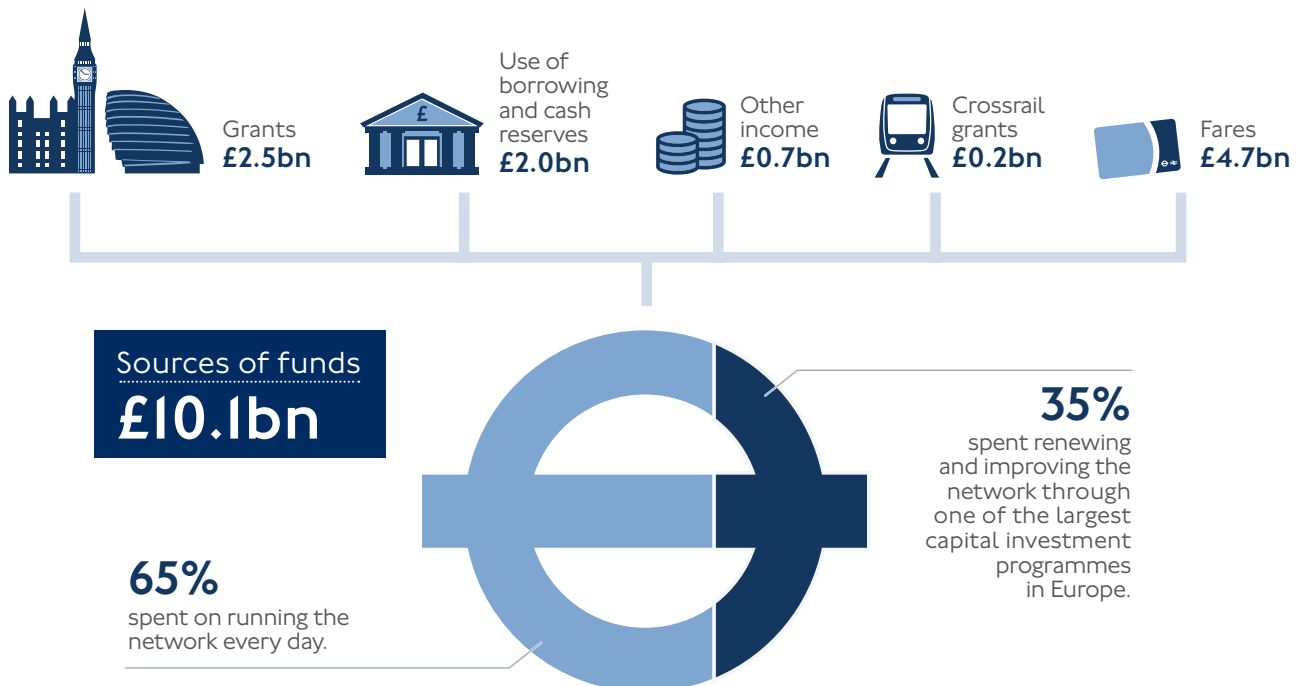 Grants
£2.5bn
£
Use of
borrowing
and cash
reserves
£2.0bn
Other
income
£0.7bn
Crossrail
grants
£0.2bn
Fares
£4.7bn
Sources of funds
£10.1bn
35%
spent renewing
and improving the
network through
one of the largest
capital investment
programmes
in Europe.
65%
spent on running the
network every day.